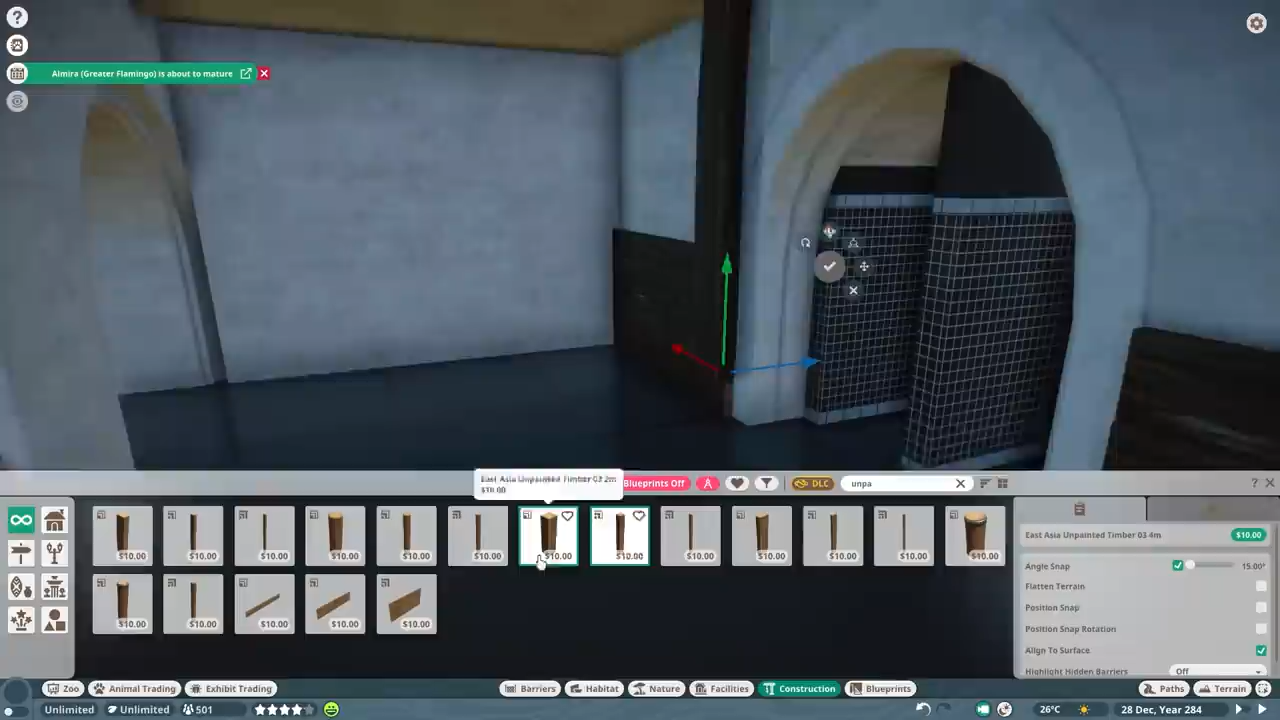 ?
Almira (Greater Flamingo) is about to mature
East Asia Unpainted Timber 03 2m
$10.00
Blueprints Off
DLC
unpa
?
$10.00 $10.00 $10.00 $10.00 $10.00 $10.00 $10.00 $10.00 $10.00 $10.00 $10.00 $10.00 $10.00
$10.00 $10.00 $10.00 $10.00 $10.00
East Asia Unpainted Timber 03 4m $10.00
Angle Snap 15.00°
Flatten Terrain
Position Snap
Position Snap Rotation
Align To Surface
Highlight Hidden Barriers Off
Zoo Animal Trading Exhibit Trading Barriers Habitat Nature Facilities Construction Blueprints Paths Terrain
Unlimited Unlimited 501 26°C 28 Dec, Year 284